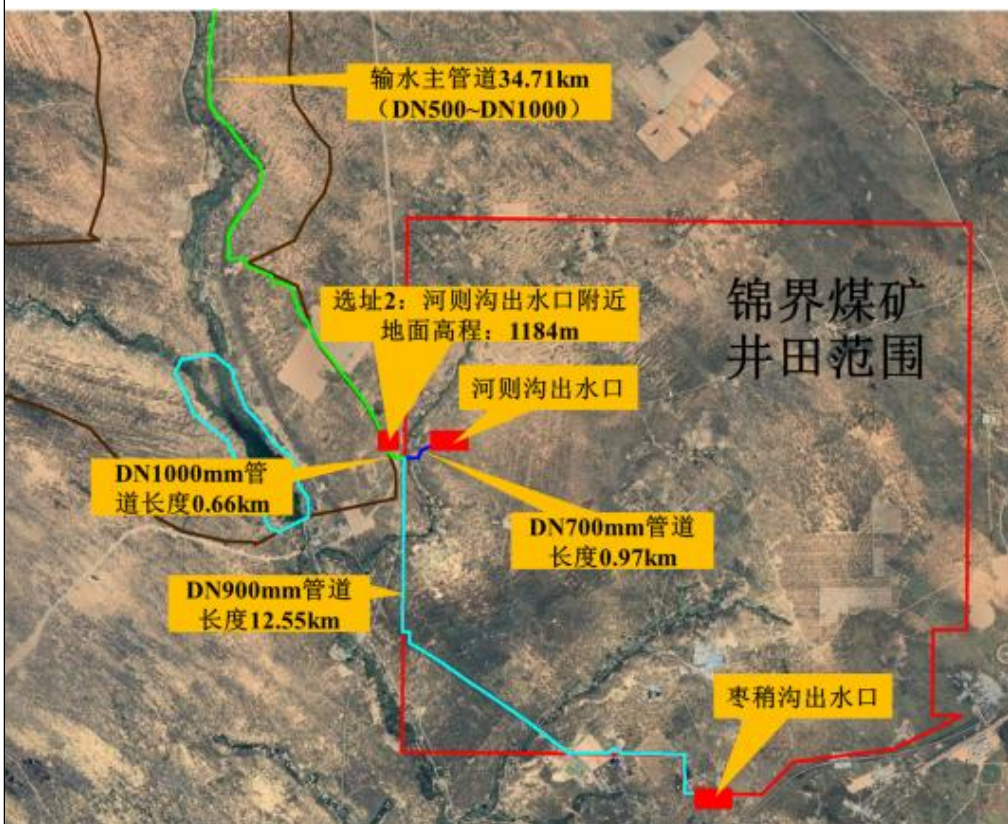 输水主管道34.71km
（DN500~DN1000）
选址2：河则沟出水口附近
地面高程：1184m
锦界煤矿
井田范围
河则沟出水口
DN1000mm管
道长度0.66km
DN700mm管道
长度0.97km
DN900mm管道
长度12.55km
枣稍沟出水口